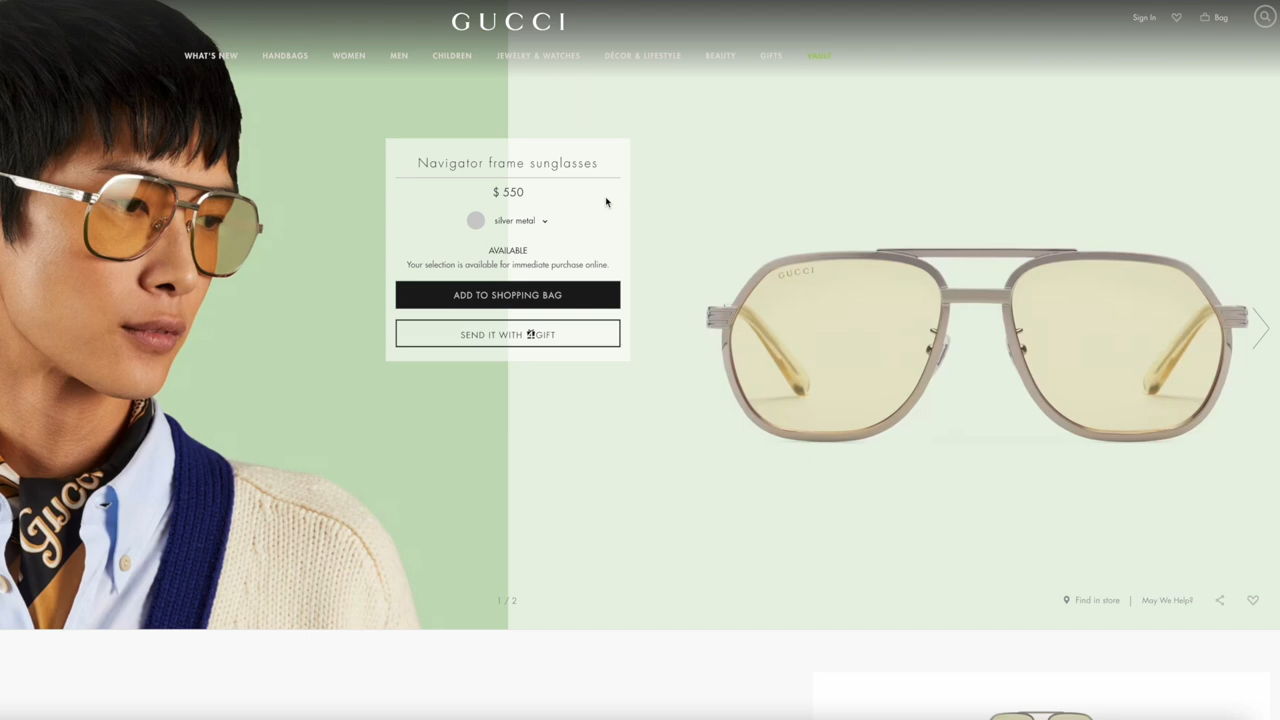 GUCCI
Sign In
Bag
WHAT'S NEW HANDBAGS WOMEN MEN CHILDREN JEWELRY & WATCHES DÉCOR & LIFESTYLE BEAUTY GIFTS VAULT
Navigator frame sunglasses
$ 550
silver metal
AVAILABLE
Your selection is available for immediate purchase online.
ADD TO SHOPPING BAG
SEND IT WITH GIFT
GUCCI
Gucci
1 / 2
Find in store | May We Help?